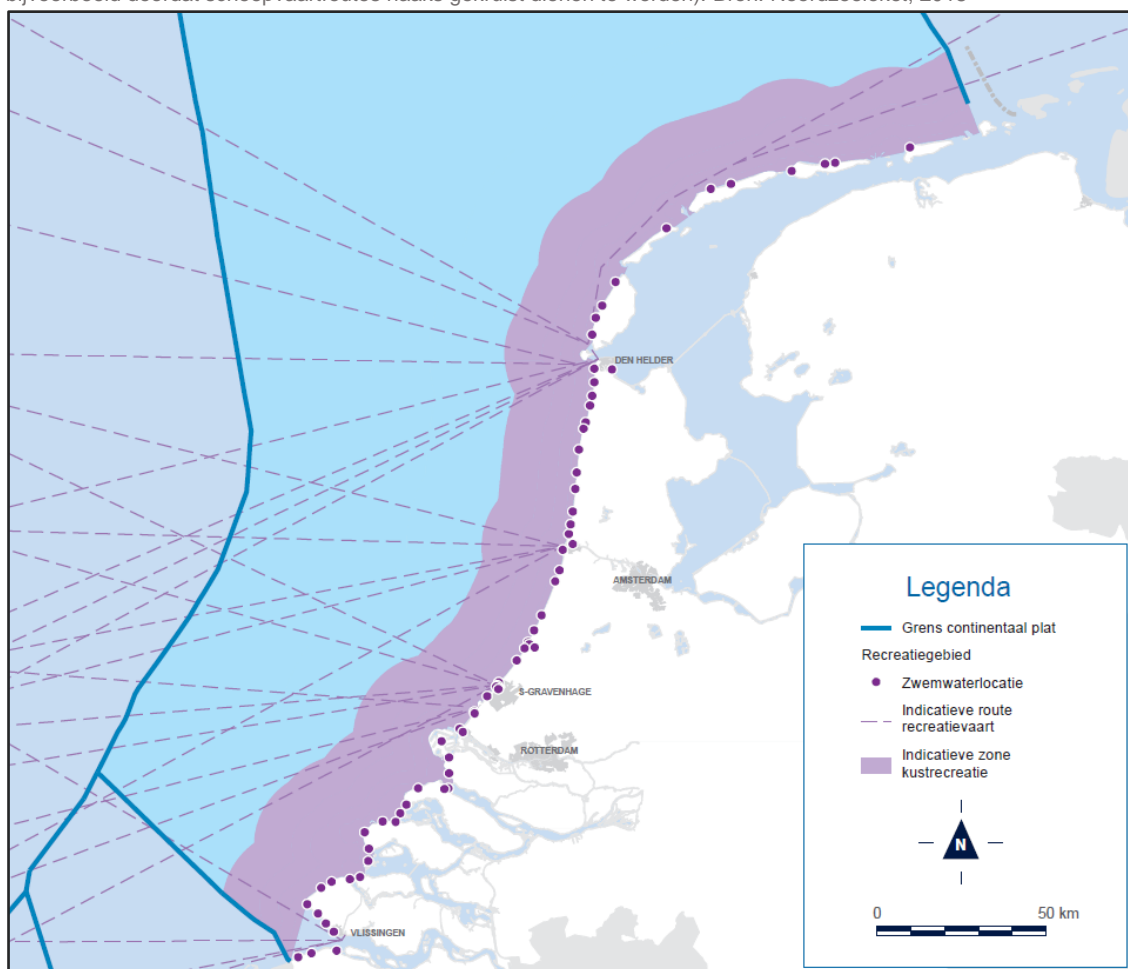 DEN HELDER
AMSTERDAM
S-GRAVENHAGE
ROTTERDAM
VLISSINGEN
Legenda
Grens continentaal plat
Recreatiegebied
Zwemwaterlocatie
Indicatieve route
recreatievaart
Indicatieve zone
kustrecreatie
N
0 50 km